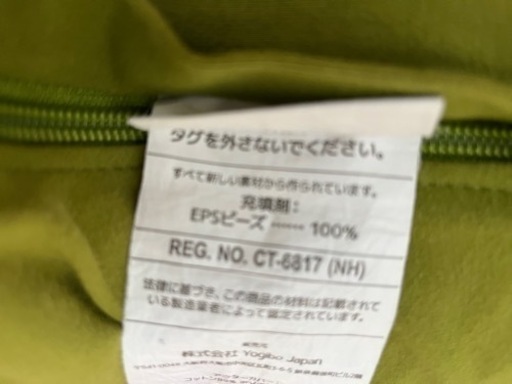 タグを外さないでください。
すべて新しい素材から作られています。
充填剤：
EPSビーズ ------ 100%
REG. NO. CT-6817 (NH)
法律に基づき、この商品の材料は記載されて
いる製造業者によって認定されています。
販売元
株式会社 Yogibo Japan